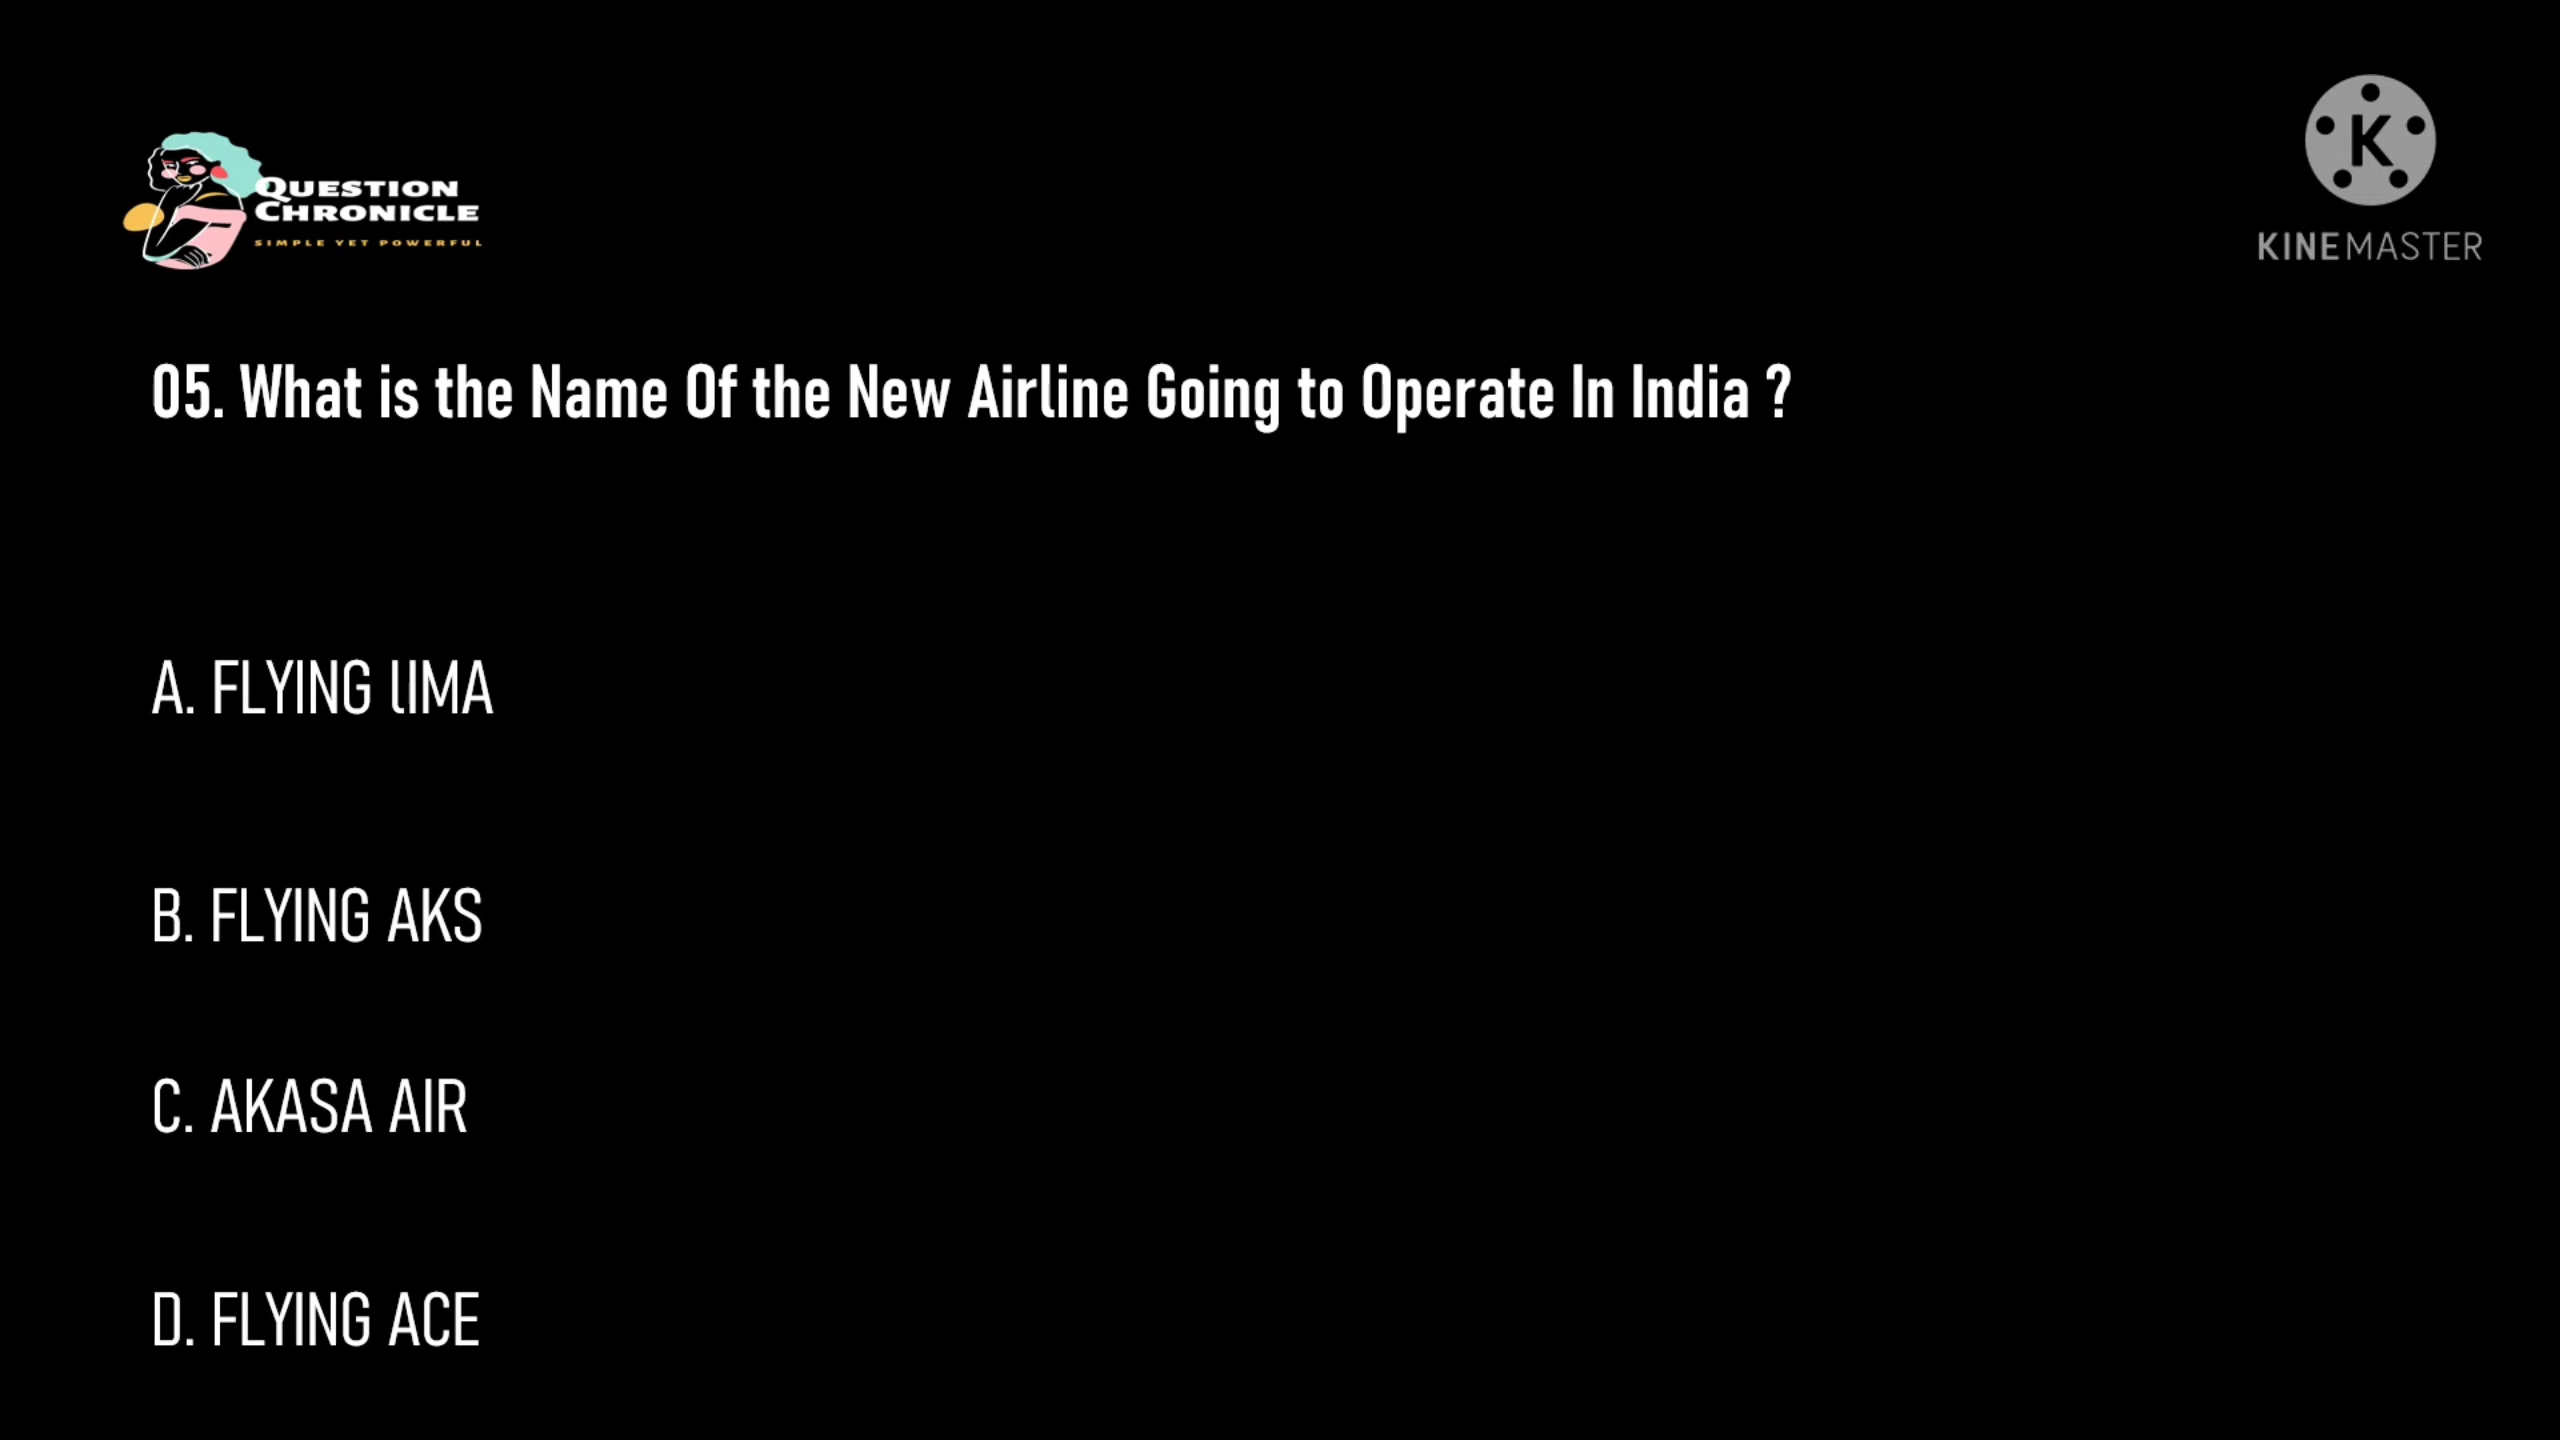 QUESTION
CHRONICLE
SIMPLE YET POWERFUL
K
KINEMASTER
05. What is the Name Of the New Airline Going to Operate In India ?
A. FLYING lIMA
B. FLYING AKS
C. AKASA AIR
D. FLYING ACE